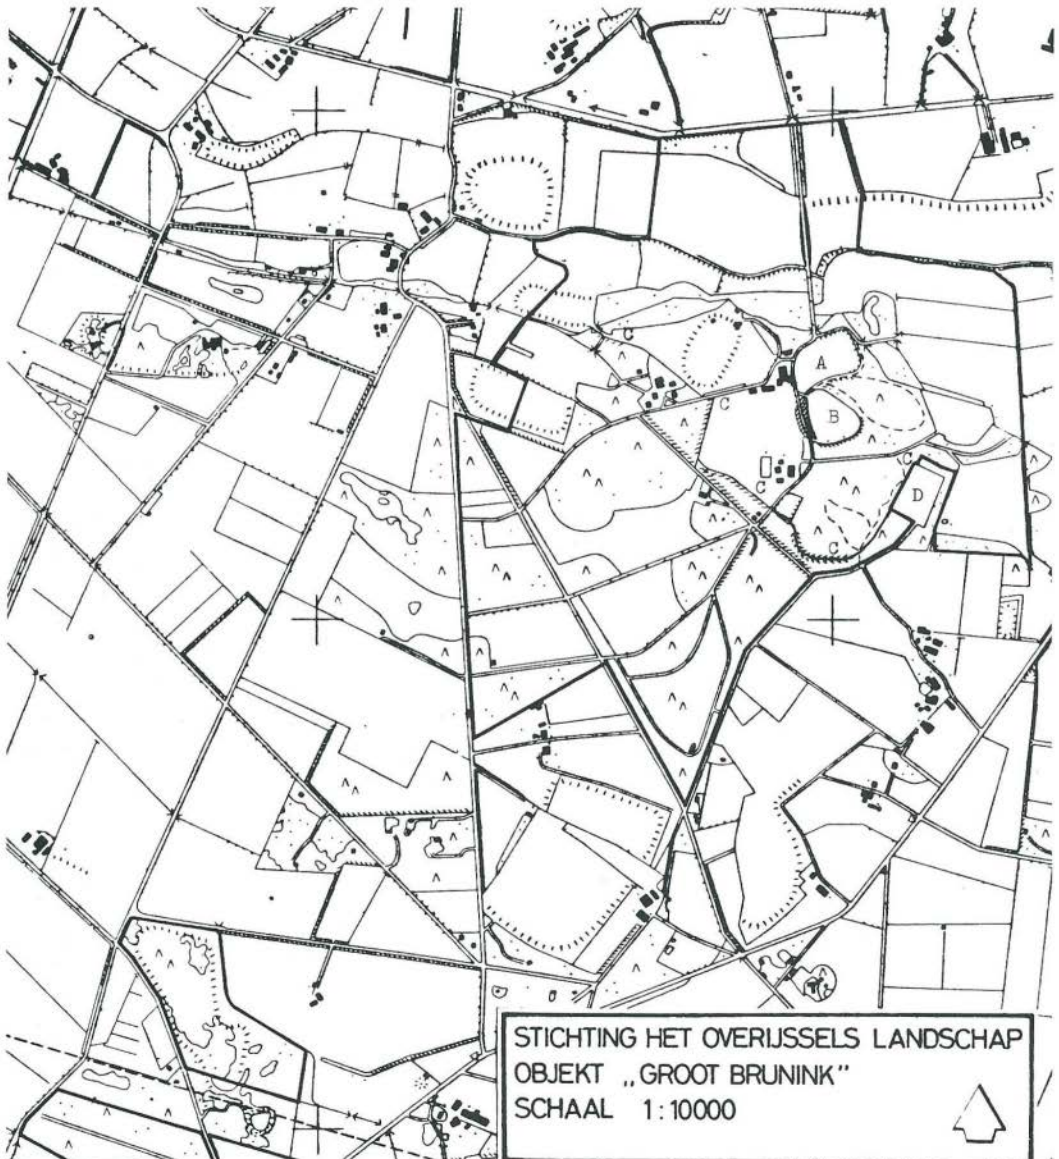 C
A
C
B
C
D
C
C
STICHTING HET OVERIJSSELS LANDSCHAP
OBJEKT „GROOT BRUNINK”
SCHAAL 1:10000